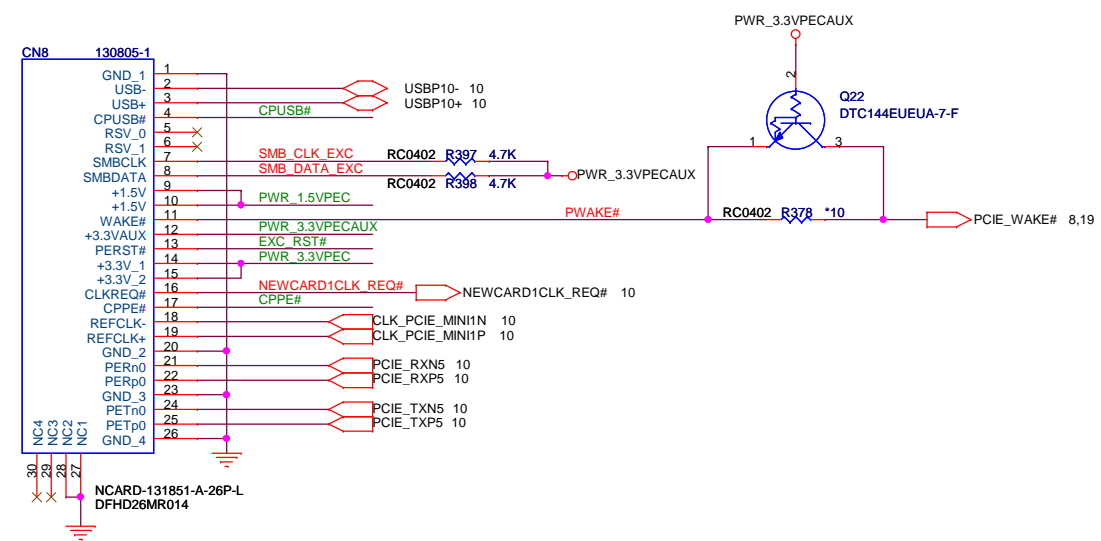 PWR_3.3VPECAUX
CN8 130805-1
2
Q22
DTC144EUEUA-7-F
1 3
GND_1 1
USB- 2 USBP10- 10
USB+ 3 USBP10+ 10
CPUSB# 4 CPUSB#
RSV_0 5
RSV_1 6
SMBCLK 7 SMB_CLK_EXC RC0402 R397 4.7K
SMBDATA 8 SMB_DATA_EXC RC0402 R398 4.7K PWR_3.3VPECAUX
+1.5V 9
+1.5V 10 PWR_1.5VPEC
WAKE# 11 PWAKE# RC0402 R378 *10 PCIE_WAKE# 8,19
+3.3VAUX 12 PWR_3.3VPECAUX
PERST# 13 EXC_RST#
+3.3V_1 14 PWR_3.3VPEC
+3.3V_2 15
CLKREQ# 16 NEWCARD1CLK_REQ# NEWCARD1CLK_REQ# 10
CPPE# 17 CPPE#
REFCLK- 18 CLK_PCIE_MINI1N 10
REFCLK+ 19 CLK_PCIE_MINI1P 10
GND_2 20
PERn0 21 PCIE_RXN5 10
PERp0 22 PCIE_RXP5 10
GND_3 23
PETn0 24 PCIE_TXN5 10
PETp0 25 PCIE_TXP5 10
GND_4 26
NC4 NC3 NC2 NC1
30 29 28 27
NCARD-131851-A-26P-L
DFHD26MR014